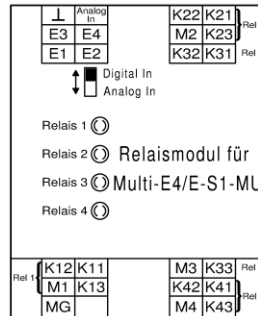 ⊥ Analog In K22 K21
E3 E4 M2 K23 Rel
E1 E2 K32 K31 Rel
Digital In
Analog In
Relais 1
Relais 2 Relaismodul für
Relais 3 Multi-E4/E-S1-MU
Relais 4
K12 K11 M3 K33 Rel
Rel 1 M1 K13 K42 K41 Rel
MG M4 K43